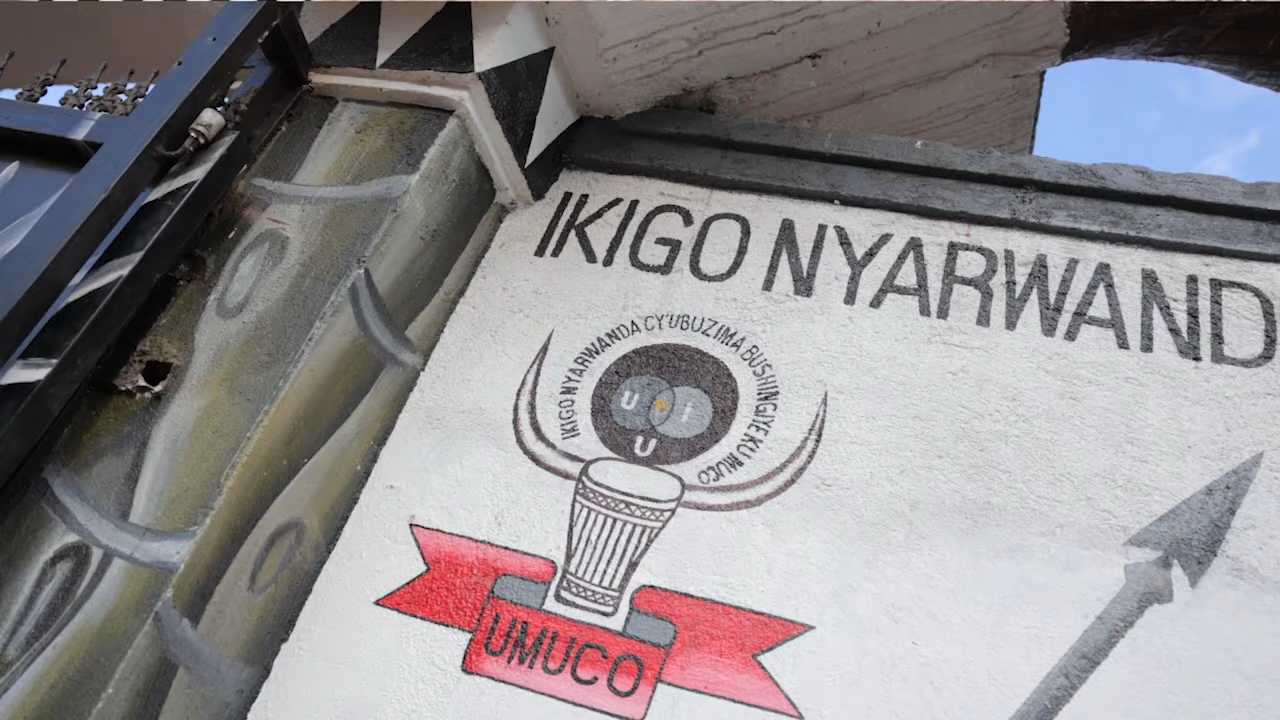 IKIGO NYARWAND
IKIGO NYARWANDA CY'UBUZIMA BUSHINGIYE KU MUCO
U I
U
UMUCO